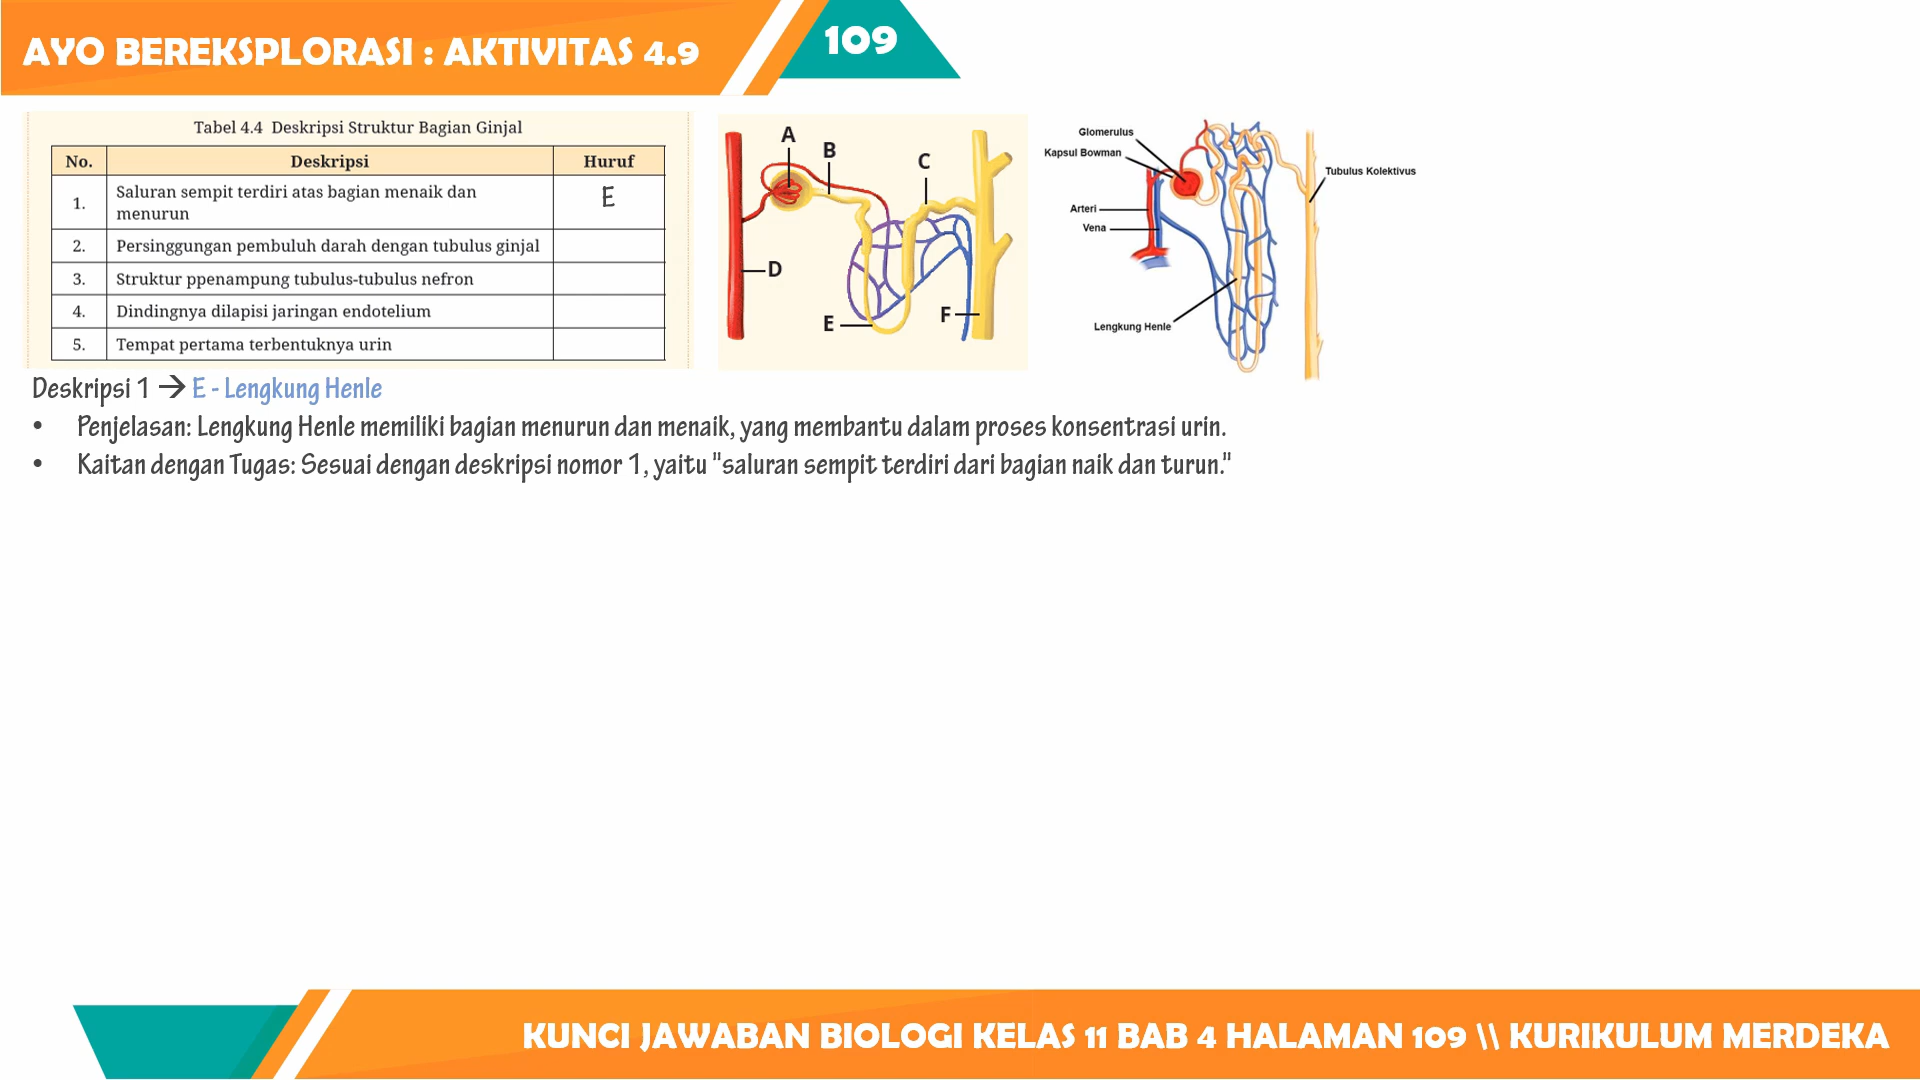 AYO BEREKSPLORASI : AKTIVITAS 4.9
109
Tabel 4.4 Deskripsi Struktur Bagian Ginjal
No. Deskripsi Huruf
1. Saluran sempit terdiri atas bagian menaik dan menurun E
2. Persinggungan pembuluh darah dengan tubulus ginjal
3. Struktur ppenampung tubulus-tubulus nefron
4. Dindingnya dilapisi jaringan endotelium
5. Tempat pertama terbentuknya urin
A
B
C
D
E
F
Glomerulus
Kapsul Bowman
Tubulus Kolektivus
Arteri
Vena
Lengkung Henle
Deskripsi 1 → E - Lengkung Henle
• Penjelasan: Lengkung Henle memiliki bagian menurun dan menaik, yang membantu dalam proses konsentrasi urin.
• Kaitan dengan Tugas: Sesuai dengan deskripsi nomor 1, yaitu "saluran sempit terdiri dari bagian naik dan turun."
KUNCI JAWABAN BIOLOGI KELAS 11 BAB 4 HALAMAN 109 \\ KURIKULUM MERDEKA